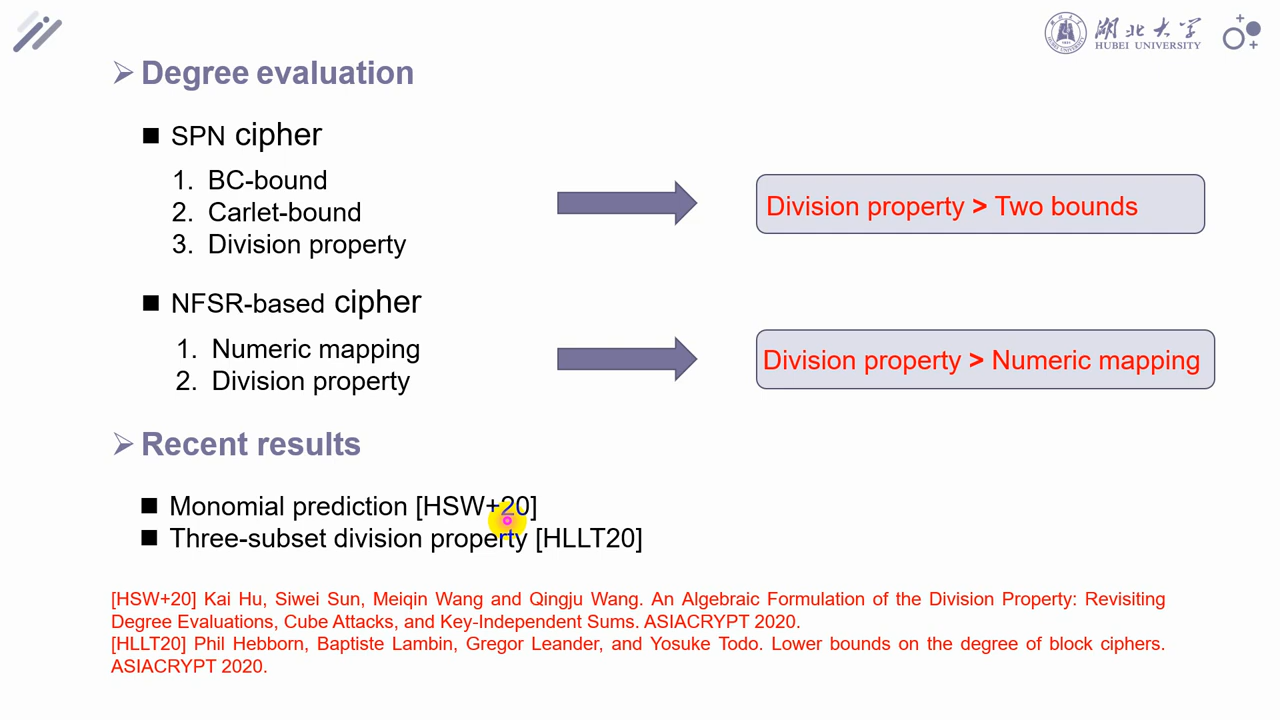 湖北大学
HUBEI UNIVERSITY
Degree evaluation
SPN cipher
1. BC-bound
2. Carlet-bound
3. Division property
Division property > Two bounds
NFSR-based cipher
1. Numeric mapping
2. Division property
Division property > Numeric mapping
Recent results
Monomial prediction [HSW+20]
Three-subset division property [HLLT20]
[HSW+20] Kai Hu, Siwei Sun, Meiqin Wang and Qingju Wang. An Algebraic Formulation of the Division Property: Revisiting
Degree Evaluations, Cube Attacks, and Key-Independent Sums. ASIACRYPT 2020.
[HLLT20] Phil Hebborn, Baptiste Lambin, Gregor Leander, and Yosuke Todo. Lower bounds on the degree of block ciphers.
ASIACRYPT 2020.